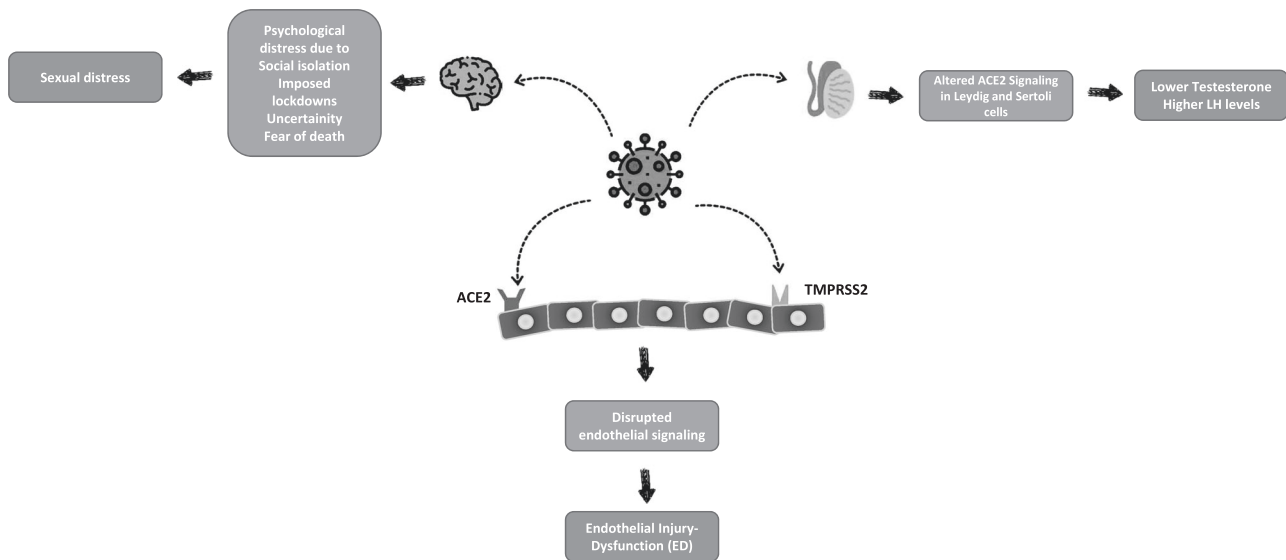 Sexual distress
Psychological
distress due to
Social isolation
Imposed
lockdowns
Uncertainity
Fear of death
Altered ACE2 Signaling
in Leydig and Sertoli
cells
Lower Testosterone
Higher LH levels
ACE2
TMPRSS2
Disrupted
endothelial signaling
Endothelial Injury-
Dysfunction (ED)